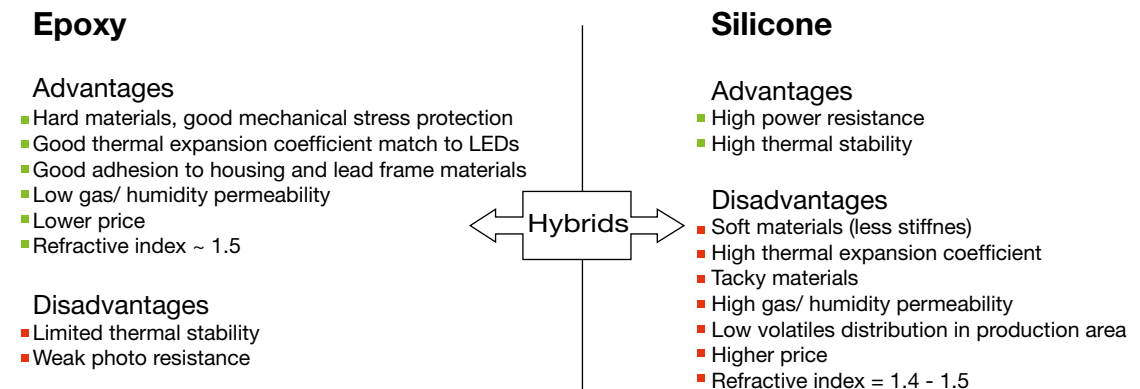 Epoxy
Advantages
Hard materials, good mechanical stress protection
Good thermal expansion coefficient match to LEDs
Good adhesion to housing and lead frame materials
Low gas/ humidity permeability
Lower price
Refractive index ~ 1.5
Disadvantages
Limited thermal stability
Weak photo resistance
Hybrids
Silicone
Advantages
High power resistance
High thermal stability
Disadvantages
Soft materials (less stiffnes)
High thermal expansion coefficient
Tacky materials
High gas/ humidity permeability
Low volatiles distribution in production area
Higher price
Refractive index = 1.4 - 1.5